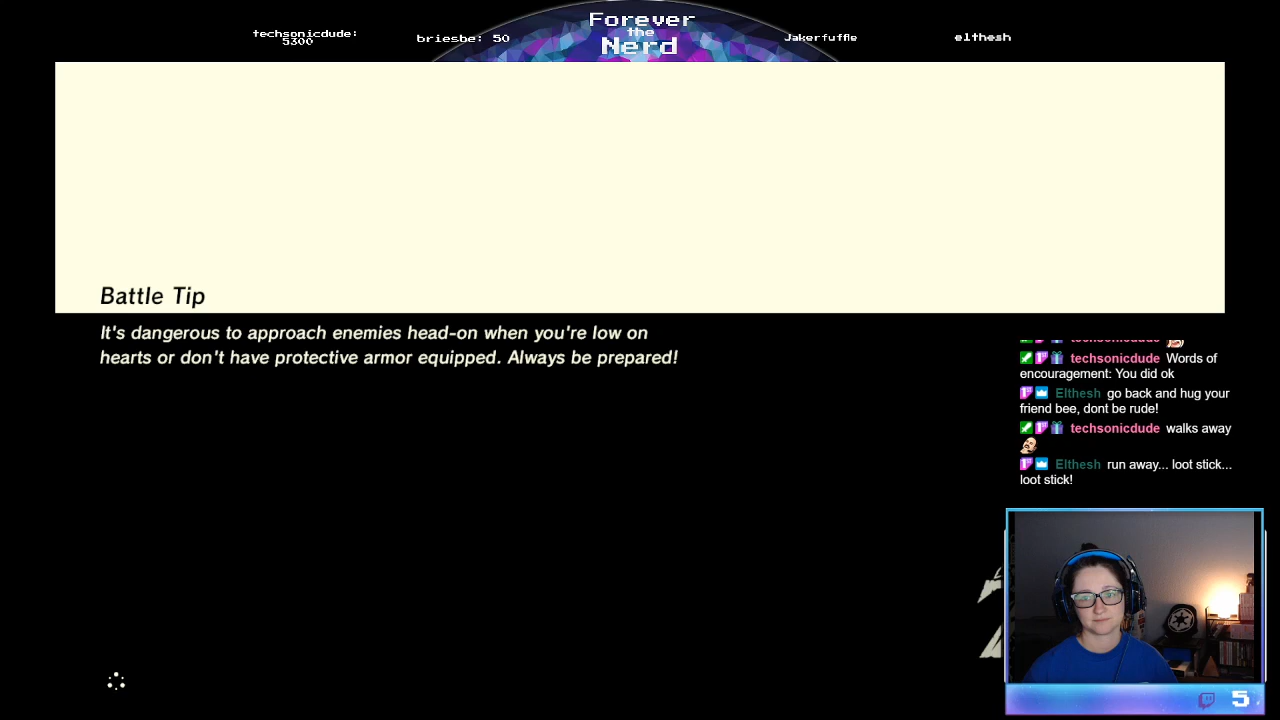 techsonicdude:
5300
briesbe: 50
Forever
the
Nerd
Jakerfuffle
elthesh
Battle Tip
It's dangerous to approach enemies head-on when you're low on
hearts or don't have protective armor equipped. Always be prepared!
techsonicdude
techsonicdude Words of
encouragement: You did ok
Elthesh go back and hug your
friend bee, dont be rude!
techsonicdude walks away
Elthesh run away... loot stick...
loot stick!
5